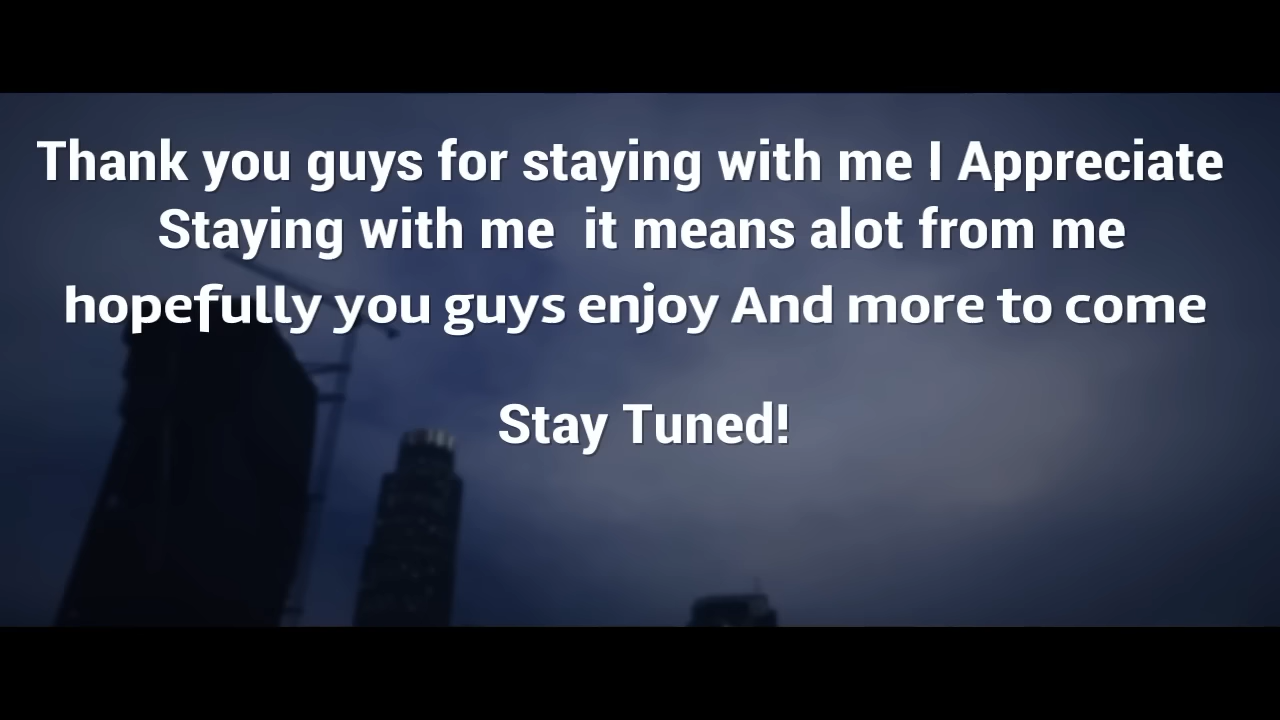 Thank you guys for staying with me I Appreciate
Staying with me  it means alot from me
hopefully you guys enjoy And more to come
Stay Tuned!